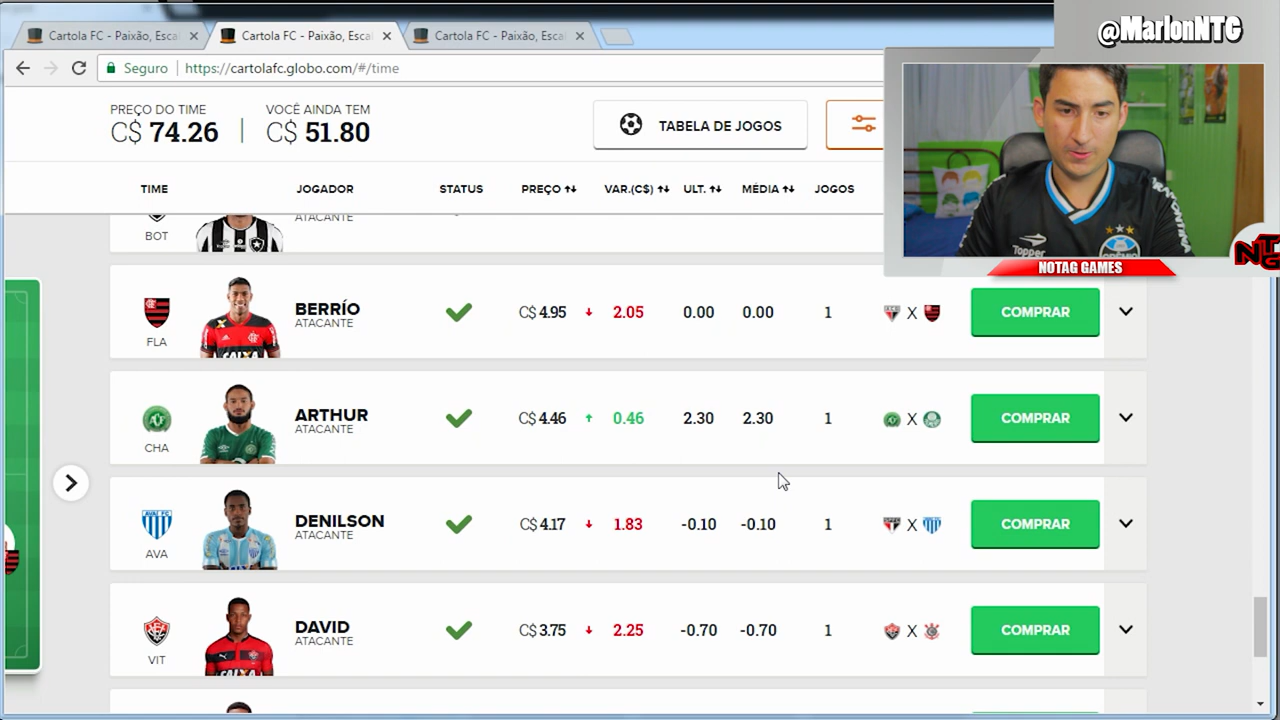 @MarlonNTG
Cartola FC - Paixão, Escal
Cartola FC - Paixão, Escal
Cartola FC - Paixão, Escal
Seguro
https://cartolafc.globo.com/#/time
PREÇO DO TIME
C$ 74.26
VOCÊ AINDA TEM
C$ 51.80
TABELA DE JOGOS
Topper
NOTAG GAMES
NTG
TIME JOGADOR STATUS PREÇO VAR.(C$) ULT. MÉDIA JOGOS
ATACANTE
BOT
BERRÍO
ATACANTE
FLA
C$ 4.95 2.05 0.00 0.00 1 X COMPRAR
ARTHUR
ATACANTE
CHA
C$ 4.46 0.46 2.30 2.30 1 X COMPRAR
DENILSON
ATACANTE
AVA
C$ 4.17 1.83 -0.10 -0.10 1 X COMPRAR
DAVID
ATACANTE
VIT
C$ 3.75 2.25 -0.70 -0.70 1 X COMPRAR